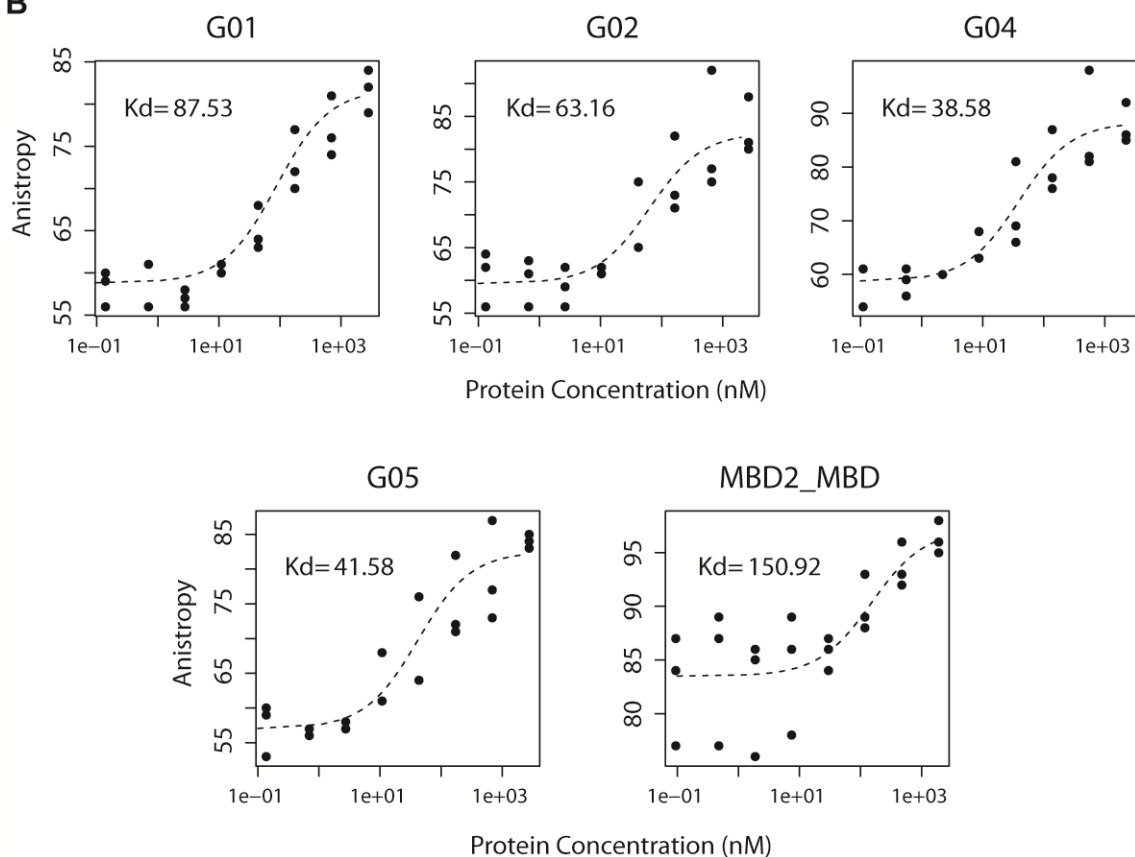 B
G01 G02 G04
Kd= 87.53 Kd= 63.16 Kd= 38.58
Anistropy
85
75
65
55
85
75
65
55
90
80
70
60
1e−01 1e+01 1e+03 1e−01 1e+01 1e+03 1e−01 1e+01 1e+03
Protein Concentration (nM)
G05 MBD2_MBD
Kd= 41.58 Kd= 150.92
Anistropy
85
75
65
55
95
90
85
80
1e−01 1e+01 1e+03 1e−01 1e+01 1e+03
Protein Concentration (nM)